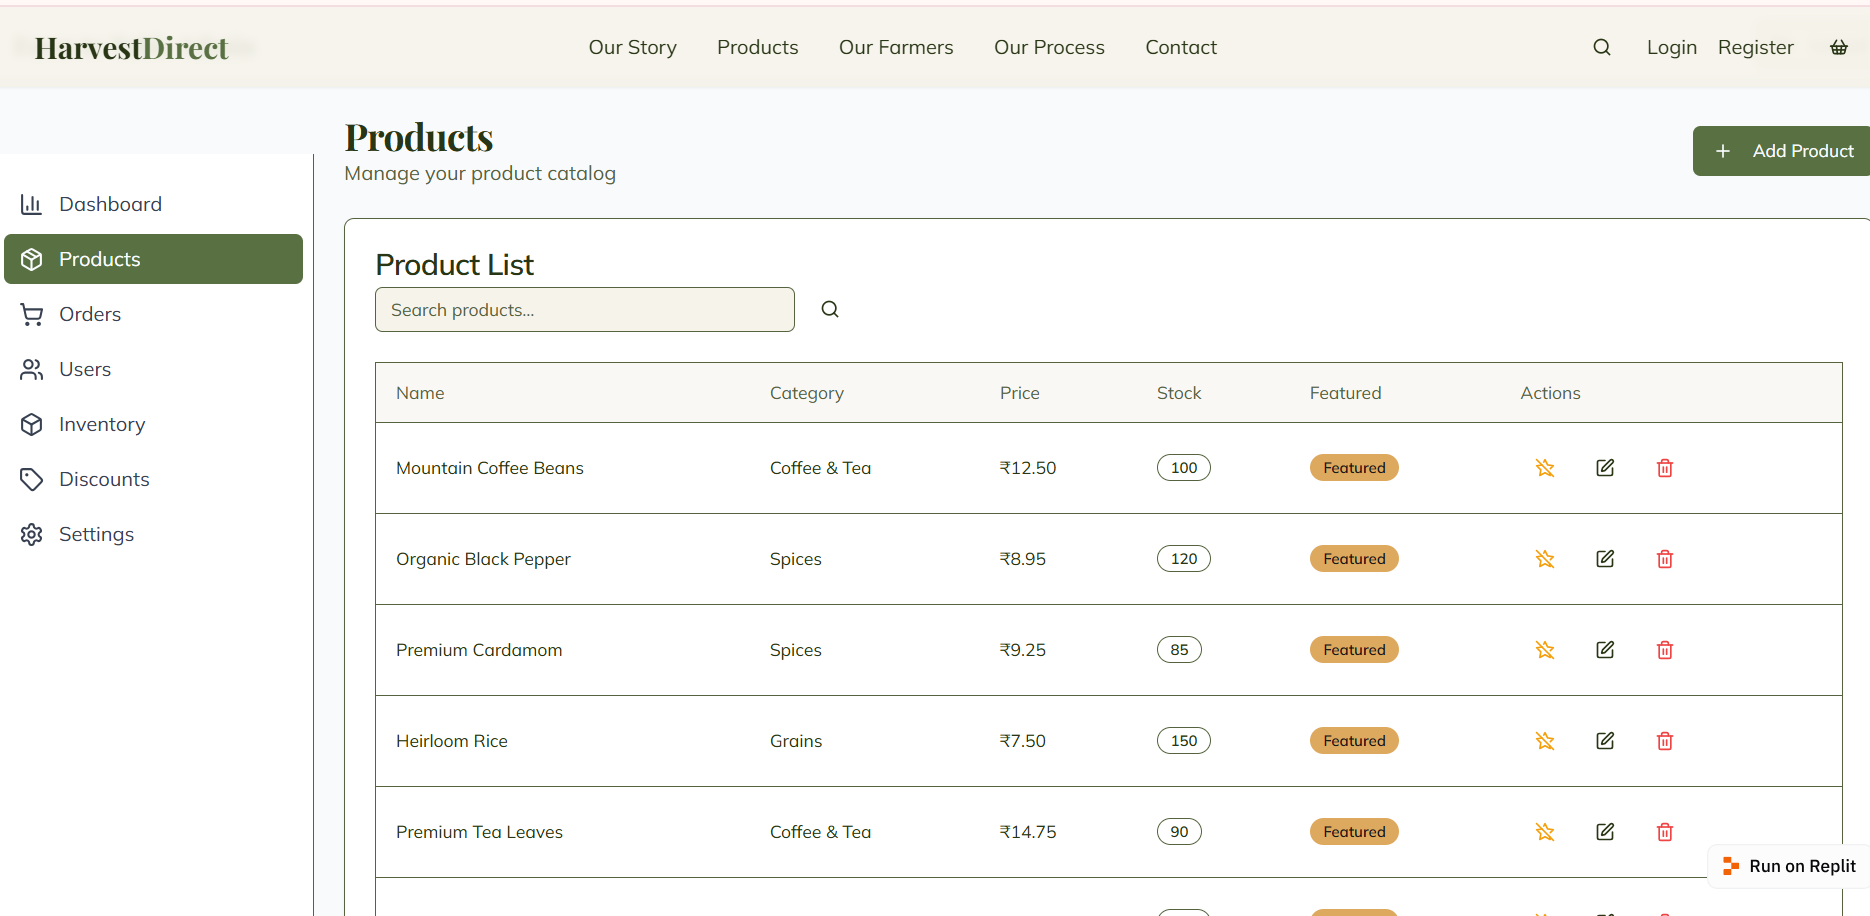 HarvestDirect Our Story Products Our Farmers Our Process Contact Login Register
Products
Manage your product catalog
Add Product
Dashboard
Products
Orders
Users
Inventory
Discounts
Settings
Product List
Search products...
Name Category Price Stock Featured Actions
Mountain Coffee Beans Coffee & Tea ₹12.50 100 Featured
Organic Black Pepper Spices ₹8.95 120 Featured
Premium Cardamom Spices ₹9.25 85 Featured
Heirloom Rice Grains ₹7.50 150 Featured
Premium Tea Leaves Coffee & Tea ₹14.75 90 Featured
Run on Replit